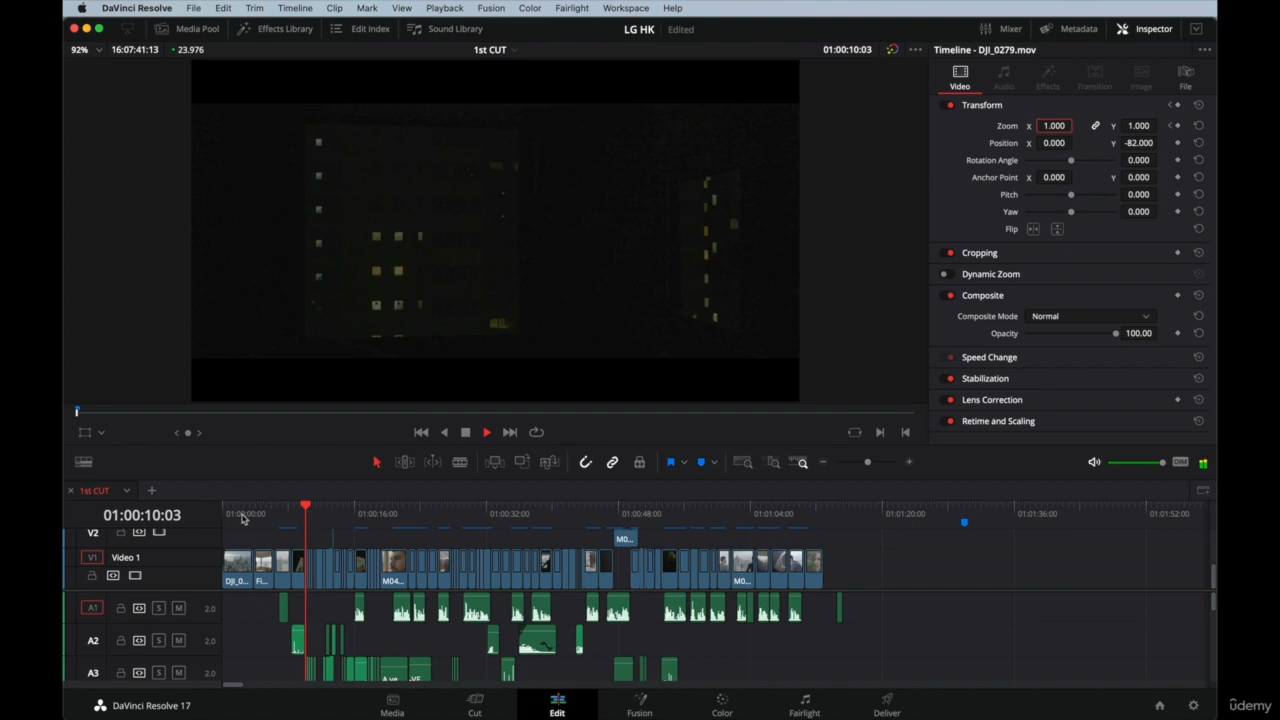 DaVinci Resolve File Edit Trim Timeline Clip Mark View Playback Fusion Color Fairlight Workspace Help
Media Pool Effects Library Edit Index Sound Library LG HK Edited Mixer Metadata Inspector
92% 16:07:41:13 23.976 1st CUT 01:00:10:03 Timeline - DJI_0279.mov
Video Audio Effects Transition Image File
Transform
Zoom X 1.000 Y 1.000
Position X 0.000 Y -82.000
Rotation Angle 0.000
Anchor Point X 0.000 Y 0.000
Pitch 0.000
Yaw 0.000
Flip
Cropping
Dynamic Zoom
Composite
Composite Mode Normal
Opacity 100.00
Speed Change
Stabilization
Lens Correction
Retime and Scaling
DIM
1st CUT
01:00:10:03 01:00:00:00 01:00:16:00 01:00:32:00 01:00:48:00 01:01:04:00 01:01:20:00 01:01:36:00 01:01:52:00
V2
M0...
V1 Video 1
DJI_0... Fi... M04... M0...
A1 S M 2.0
A2 S M 2.0
A3 S M 2.0
DaVinci Resolve 17 Media Cut Edit Fusion Color Fairlight Deliver
udemy